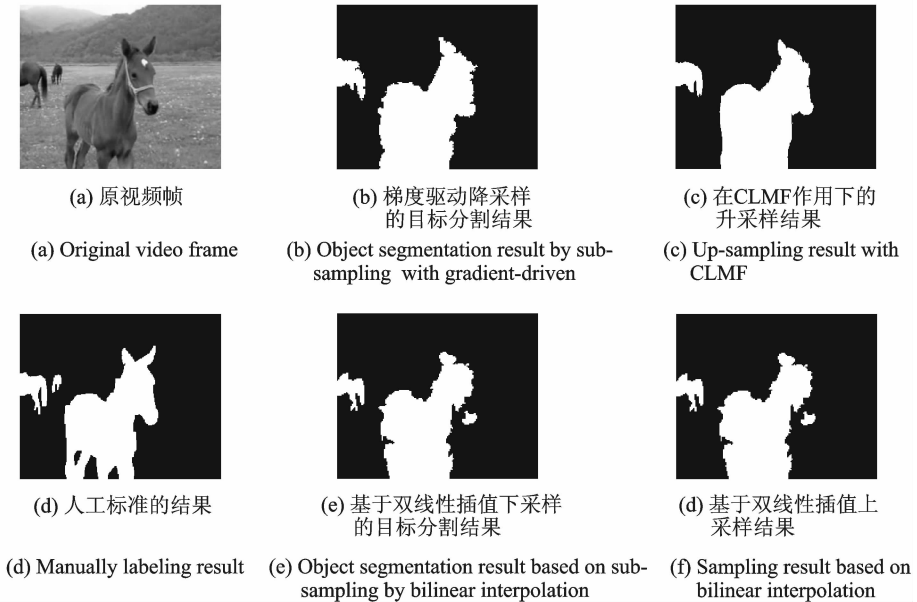 (a) 原视频帧
(b) 梯度驱动降采样
的目标分割结果
(c) 在CLMF作用下的
升采样结果
(a) Original video frame
(b) Object segmentation result by sub-
sampling with gradient-driven
(c) Up-sampling result with
CLMF
(d) 人工标准的结果
(e) 基于双线性插值下采样
的目标分割结果
(d) 基于双线性插值上
采样结果
(d) Manually labeling result
(e) Object segmentation result based on sub-
sampling by bilinear interpolation
(f) Sampling result based on
bilinear interpolation